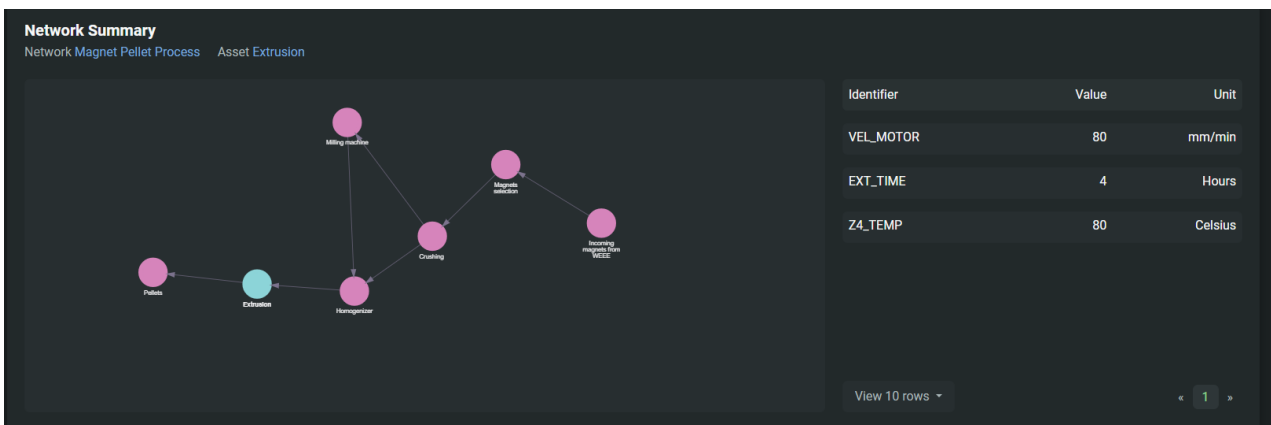 Network Summary
Network Magnet Pellet Process Asset Extrusion
Milling machine
Magnets
selection
Incoming
magnets from
WEEE
Crushing
Pellets
Extrusion
Homogenizer
Identifier Value Unit
VEL_MOTOR 80 mm/min
EXT_TIME 4 Hours
Z4_TEMP 80 Celsius
View 10 rows
« 1 »